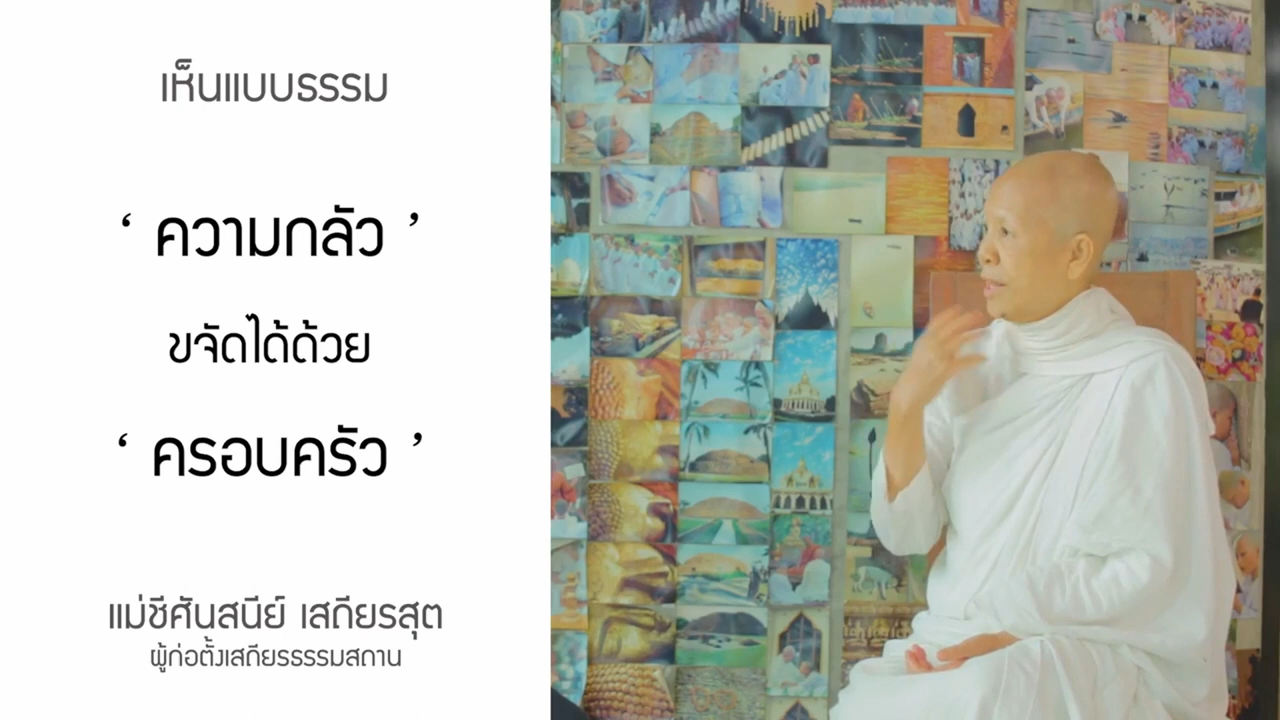 เห็นแบบธรรม
‘ ความกลัว ’
ขจัดได้ด้วย
‘ ครอบครัว ’
แม่ชีศันสนีย์ เสถียรสุต
ผู้ก่อตั้งเสถียรธรรมสถาน